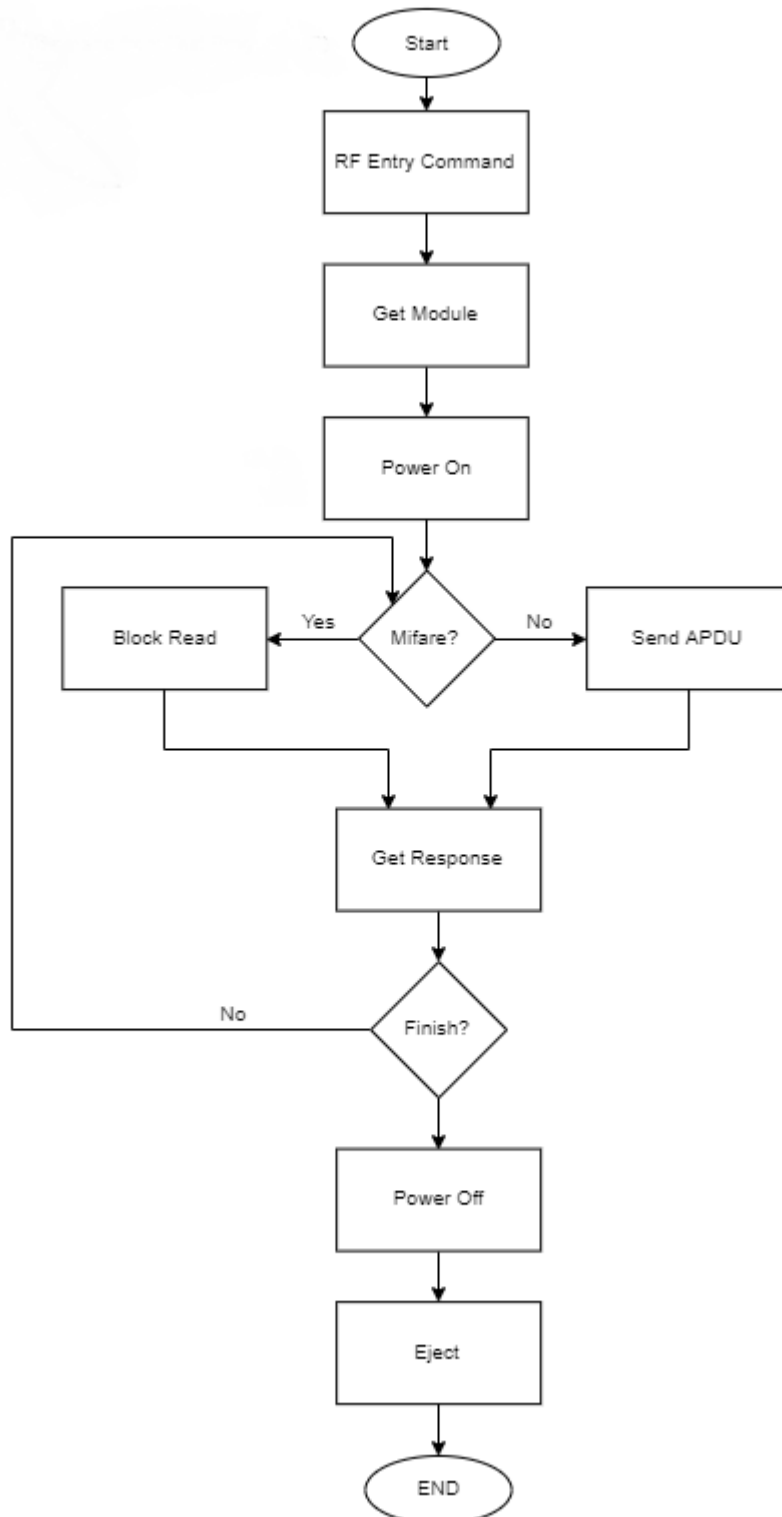 Start
RF Entry Command
Get Module
Power On
Block Read
Yes
Mifare?
No
Send APDU
Get Response
No
Finish?
Power Off
Eject
END